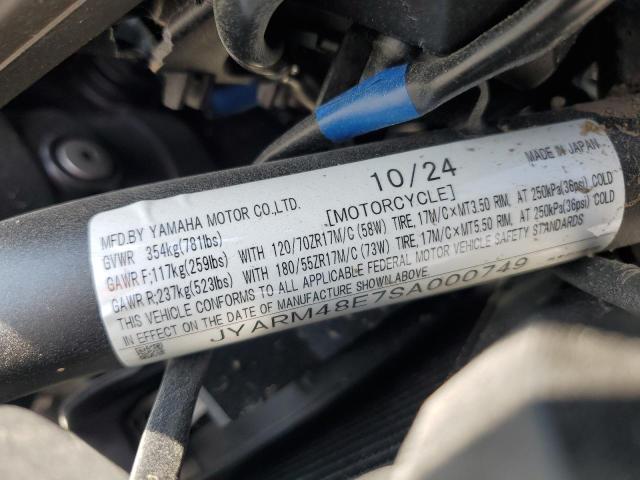 10/24
MADE IN JAPAN
MFD.BY YAMAHA MOTOR CO.,LTD. [MOTORCYCLE]
GVWR 354kg(781lbs)
GAWR F:117kg(259lbs) WITH 120/70ZR17M/C (58W) TIRE, 17M/C×MT3.50 RIM, AT 250kPa(36psi) COLD
GAWR R:237kg(523lbs) WITH 180/55ZR17M/C (73W) TIRE, 17M/C×MT5.50 RIM, AT 250kPa(36psi) COLD
THIS VEHICLE CONFORMS TO ALL APPLICABLE FEDERAL MOTOR VEHICLE SAFETY STANDARDS
IN EFFECT ON THE DATE OF MANUFACTURE SHOWN ABOVE.
JYARM48E7SA000749